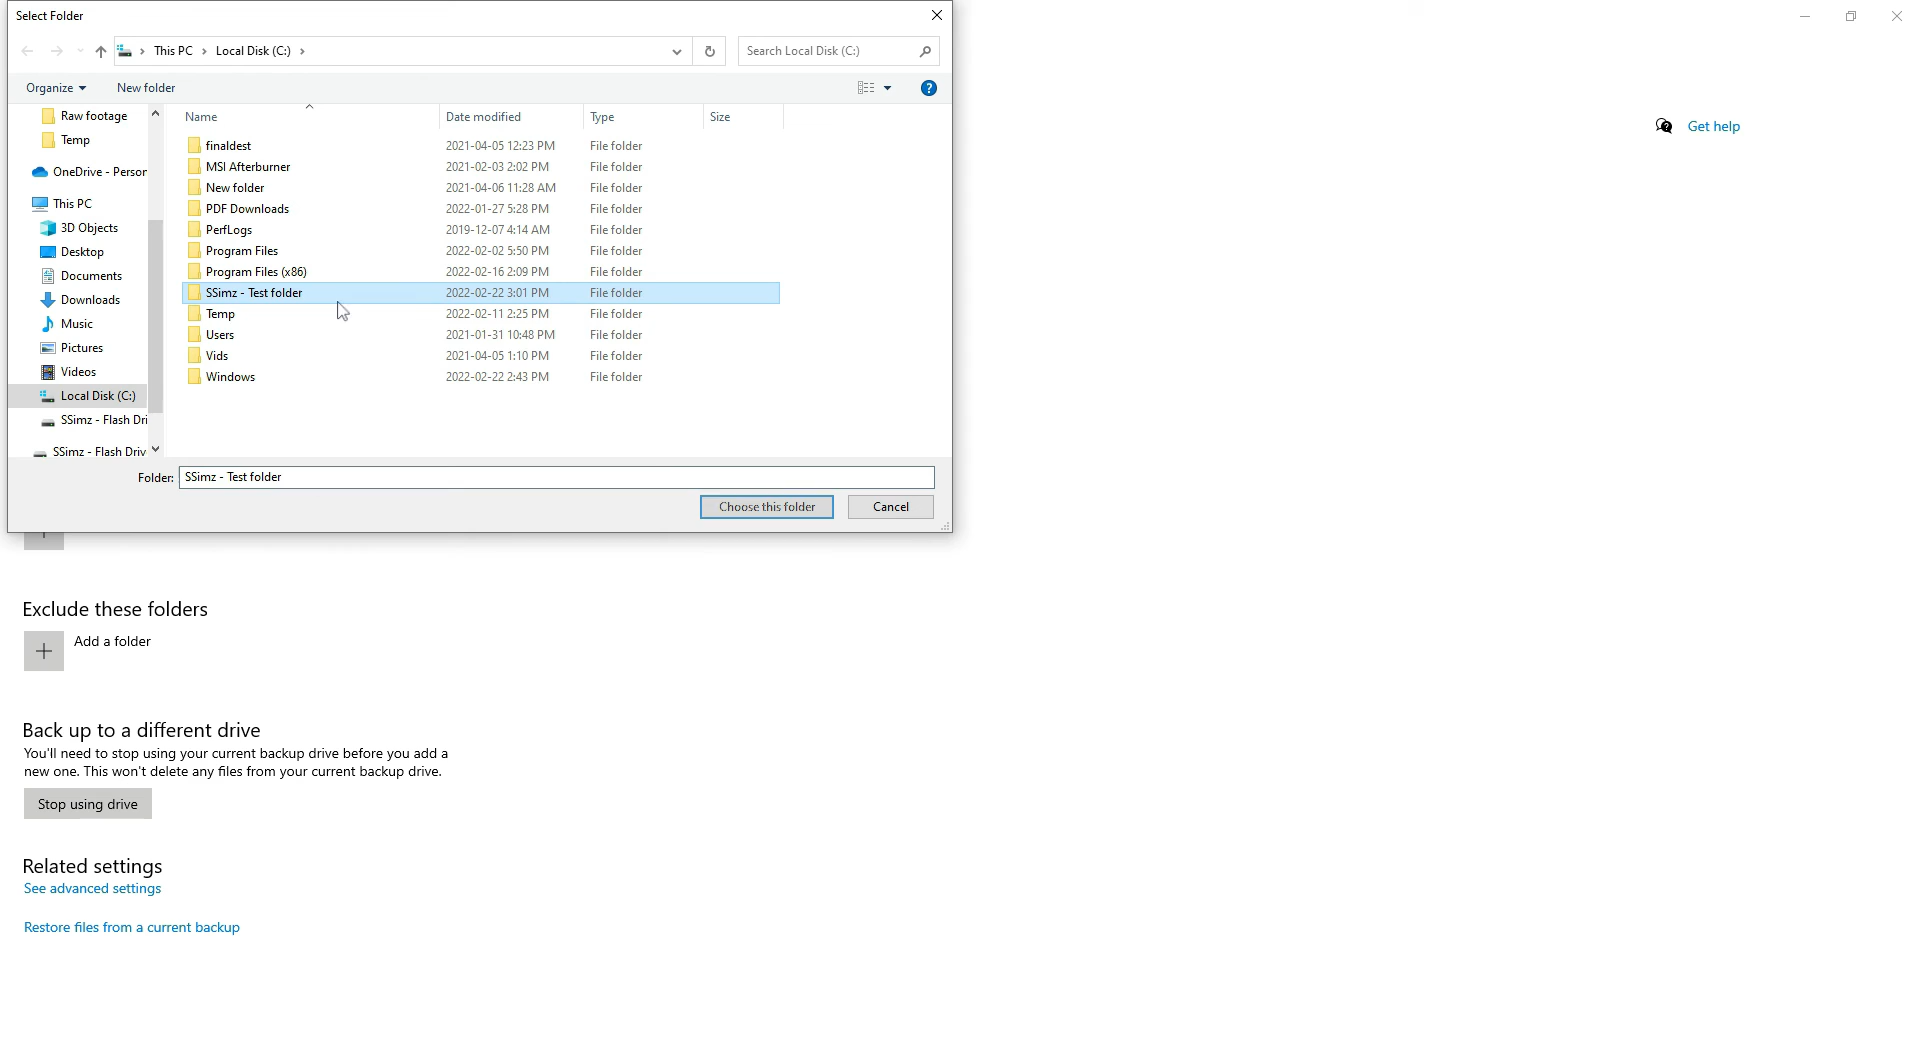 Select Folder
This PC > Local Disk (C:) >
Search Local Disk (C:)
Organize
New folder
Raw footage
Temp
OneDrive - Person
This PC
3D Objects
Desktop
Documents
Downloads
Music
Pictures
Videos
Local Disk (C:)
SSimz - Flash Dri
SSimz - Flash Driv
Name Date modified Type Size
finaldest 2021-04-05 12:23 PM File folder
MSI Afterburner 2021-02-03 2:02 PM File folder
New folder 2021-04-06 11:28 AM File folder
PDF Downloads 2022-01-27 5:28 PM File folder
PerfLogs 2019-12-07 4:14 AM File folder
Program Files 2022-02-02 5:50 PM File folder
Program Files (x86) 2022-02-16 2:09 PM File folder
SSimz - Test folder 2022-02-22 3:01 PM File folder
Temp 2022-02-11 2:25 PM File folder
Users 2021-01-31 10:48 PM File folder
Vids 2021-04-05 1:10 PM File folder
Windows 2022-02-22 2:43 PM File folder
Folder: SSimz - Test folder
Choose this folder
Cancel
Get help
Exclude these folders
Add a folder
Back up to a different drive
You'll need to stop using your current backup drive before you add a
new one. This won't delete any files from your current backup drive.
Stop using drive
Related settings
See advanced settings
Restore files from a current backup